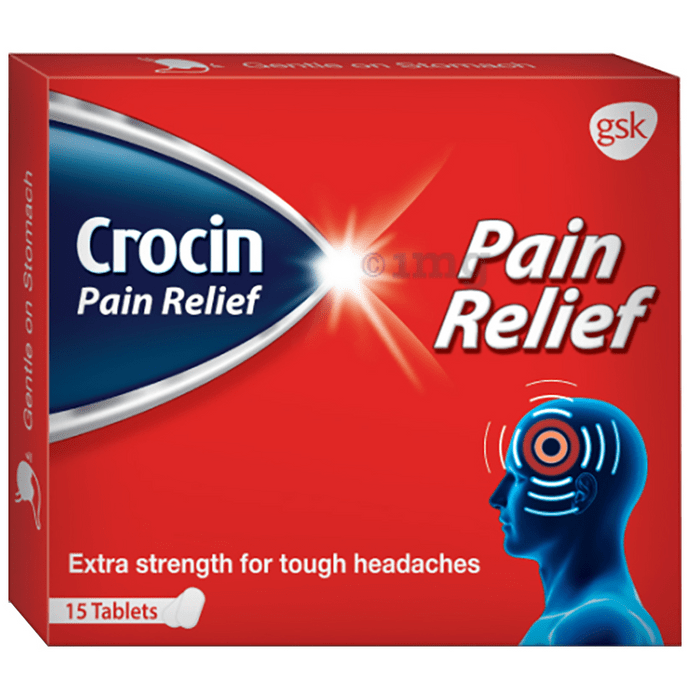 Gentle on Stomach
gsk
Gentle on Stomach
Crocin
Pain Relief
© 1mg
Pain
Relief
Extra strength for tough headaches
15 Tablets